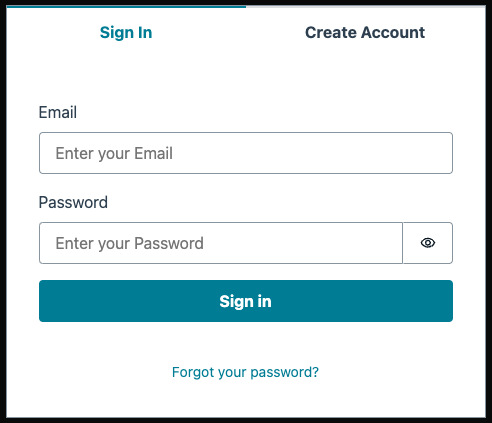 Sign In
Create Account
Email
Enter your Email
Password
Enter your Password
Sign in
Forgot your password?